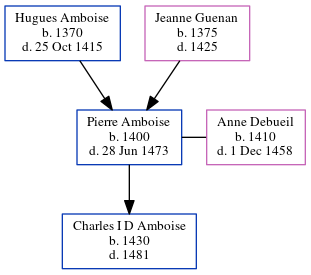 Hugues Amboise
b. 1370
d. 25 Oct 1415
Jeanne Guenan
b. 1375
d. 1425
Pierre Amboise
b. 1400
d. 28 Jun 1473
Anne Debueil
b. 1410
d. 1 Dec 1458
Charles I D Amboise
b. 1430
d. 1481